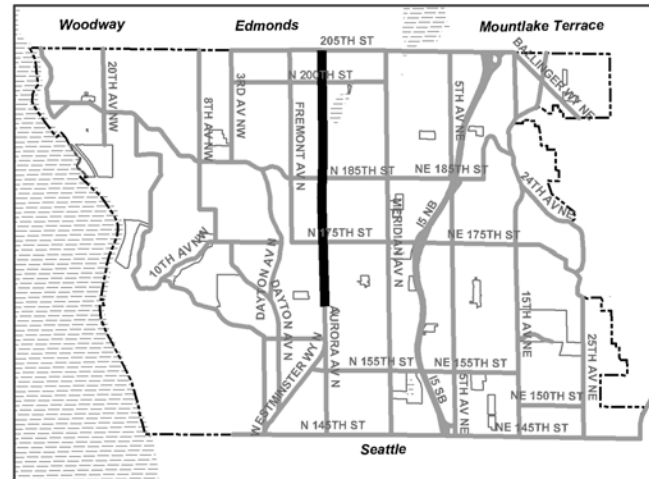 Woodway
Edmonds
Mountlake Terrace
205TH ST
BALLINGER WY NE
20TH AV NW
8TH AV NW
3RD AV NW
N 200TH ST
FREMONT AV N
5TH AV NE
N 185TH ST
NE 185TH ST
MERIDIAN AV N
I5 NB
24TH AV NE
10TH AV NW
N 175TH ST
NE 175TH ST
DAYTON AV N
DAYTON AV N
WESTMINSTER WY N
AURORA AV N
15TH AV NE
25TH AV NE
N 155TH ST
NE 155TH ST
I5 SB
5TH AV NE
NE 150TH ST
N 145TH ST
NE 145TH ST
Seattle